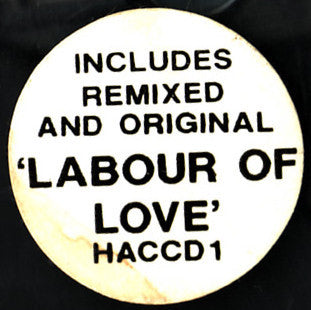 INCLUDES
REMIXED
AND ORIGINAL
‘LABOUR OF
LOVE’
HACCD1